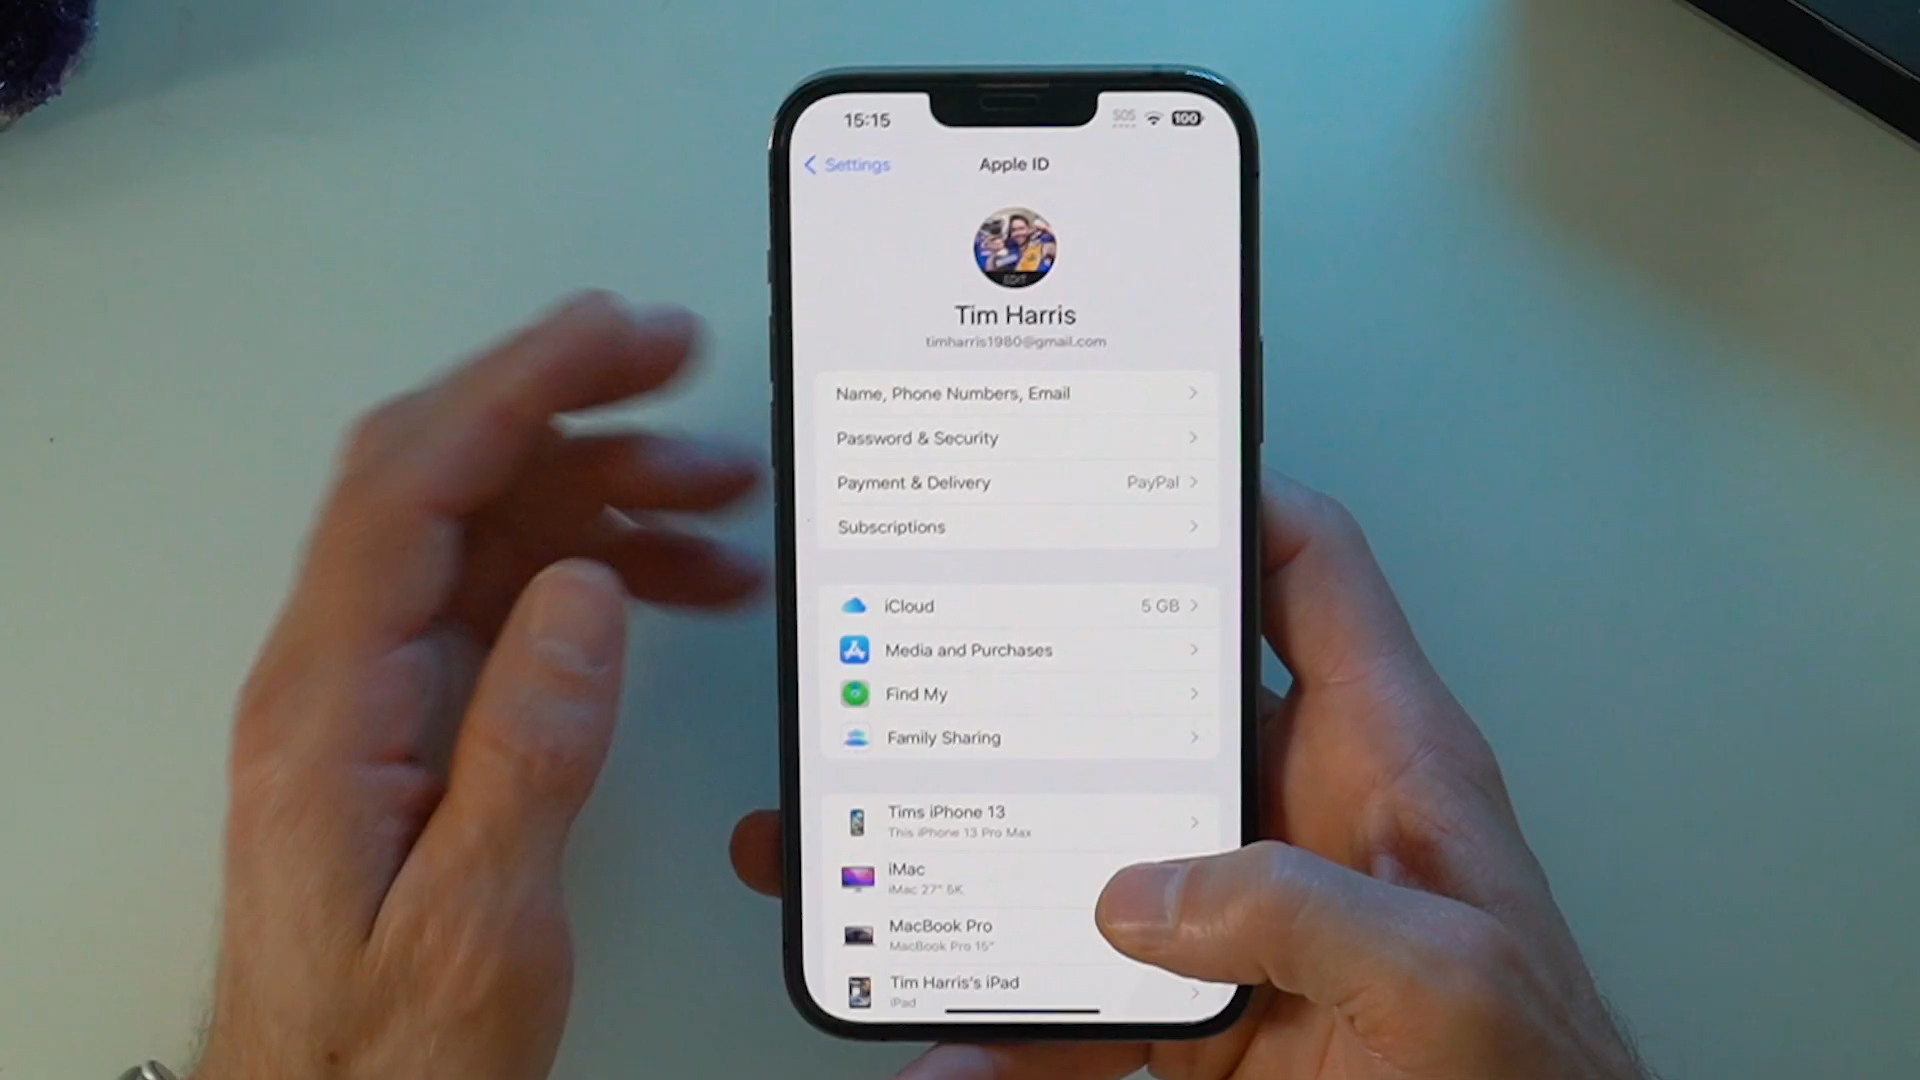 15:15
SOS
100
Settings
Apple ID
EDIT
Tim Harris
timharris1980@gmail.com
Name, Phone Numbers, Email
Password & Security
Payment & Delivery PayPal
Subscriptions
iCloud 5 GB
Media and Purchases
Find My
Family Sharing
Tims iPhone 13
This iPhone 13 Pro Max
iMac
iMac 27" 5K
MacBook Pro
MacBook Pro 15"
Tim Harris's iPad
iPad